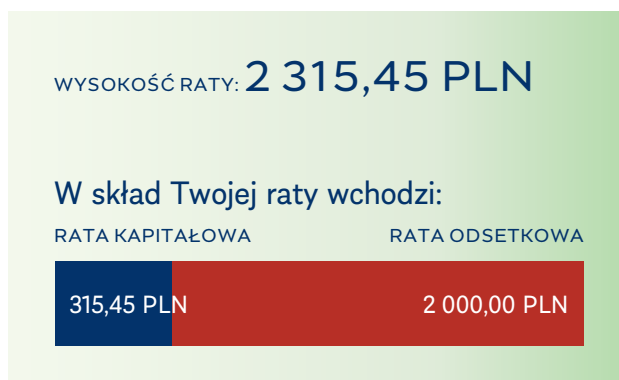 WYSOKOŚĆ RATY: 2 315,45 PLN
W skład Twojej raty wchodzi:
RATA KAPITAŁOWA RATA ODSETKOWA
315,45 PLN 2 000,00 PLN